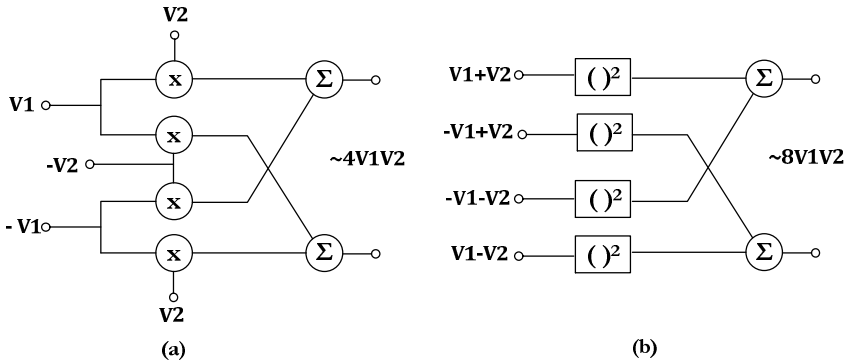 V2
V1
x
Σ
x
-V2
~4V1V2
x
- V1
x
Σ
V2
(a)
V1+V2
( )²
Σ
-V1+V2
( )²
~8V1V2
-V1-V2
( )²
V1-V2
( )²
Σ
(b)